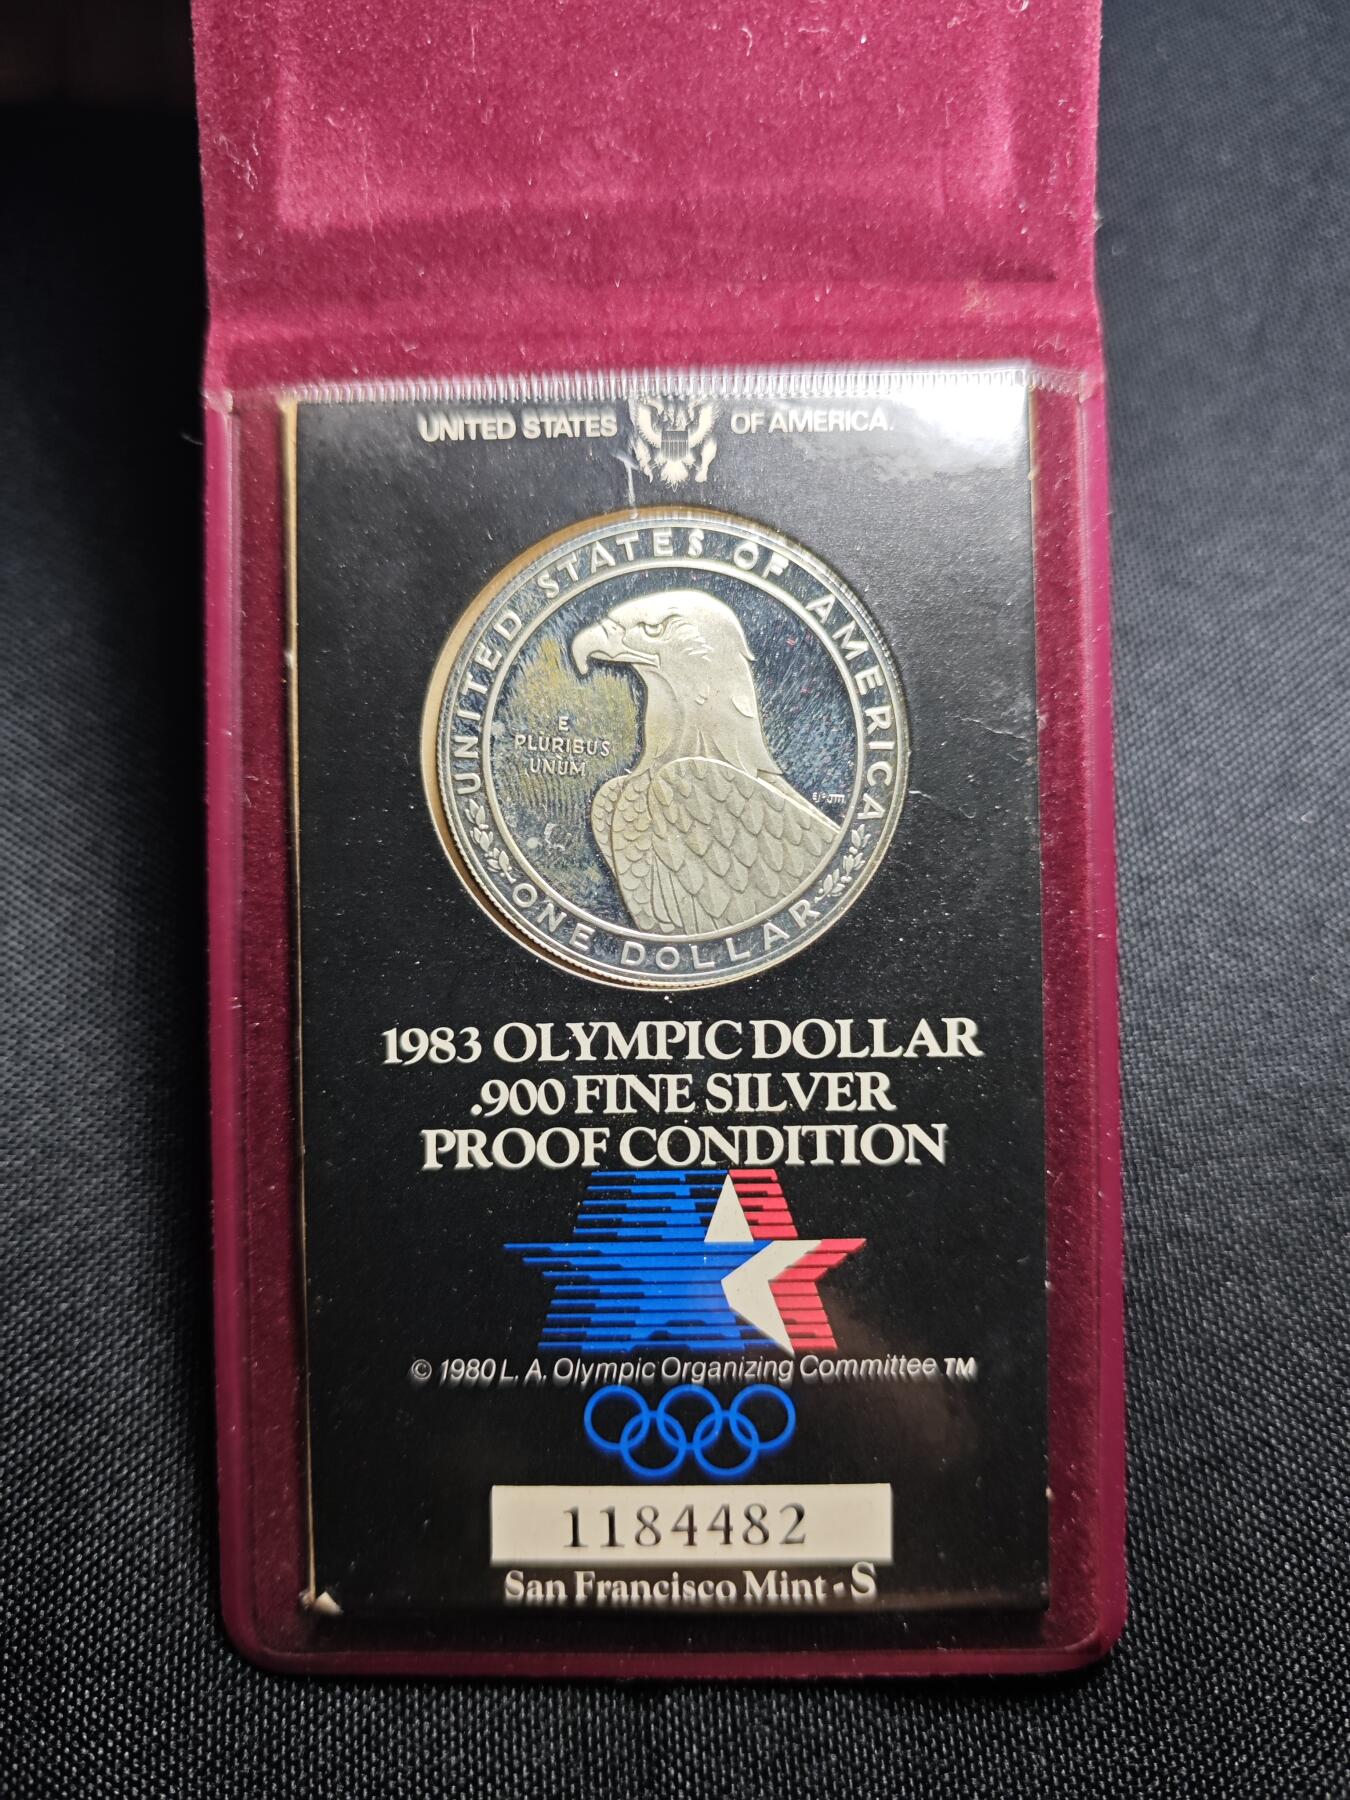 UNITED STATES OF AMERICA.
UNITED STATES OF AMERICA
E
PLURIBUS
UNUM
ONE DOLLAR
1983 OLYMPIC DOLLAR
.900 FINE SILVER
PROOF CONDITION
© 1980 L. A. Olympic Organizing Committee TM
1184482
San Francisco Mint - S